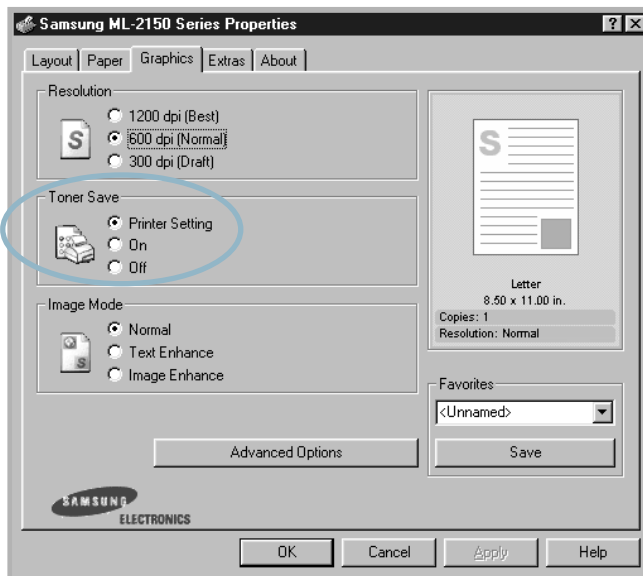 Samsung ML-2150 Series Properties
Layout Paper Graphics Extras About
Resolution
1200 dpi (Best)
600 dpi (Normal)
300 dpi (Draft)
Toner Save
Printer Setting
On
Off
Image Mode
Normal
Text Enhance
Image Enhance
Advanced Options
S
Letter
8.50 x 11.00 in.
Copies: 1
Resolution: Normal
Favorites
<Unnamed>
Save
SAMSUNG
ELECTRONICS
OK Cancel Apply Help